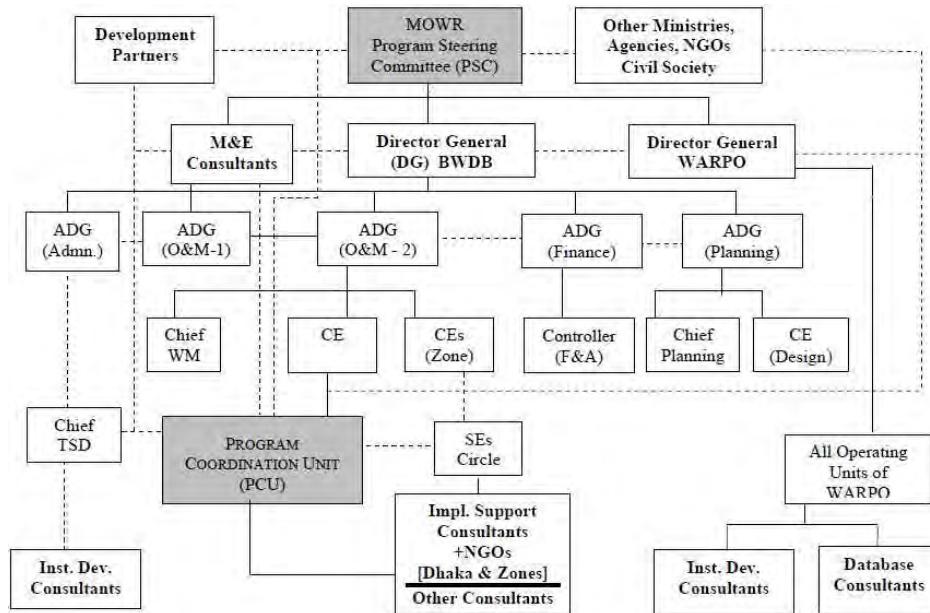 Development
Partners
MOWR
Program Steering
Committee (PSC)
Other Ministries,
Agencies, NGOs
Civil Society
M&E
Consultants
Director General
(DG) BWDB
Director General
WARPO
ADG
(Admn.)
ADG
(O&M-1)
ADG
(O&M - 2)
ADG
(Finance)
ADG
(Planning)
Chief
WM
CE
CEs
(Zone)
Controller
(F&A)
Chief
Planning
CE
(Design)
Chief
TSD
PROGRAM
COORDINATION UNIT
(PCU)
SEs
Circle
All Operating
Units of
WARPO
Inst. Dev.
Consultants
Impl. Support
Consultants
+NGOs
[Dhaka & Zones]
Other Consultants
Inst. Dev.
Consultants
Database
Consultants